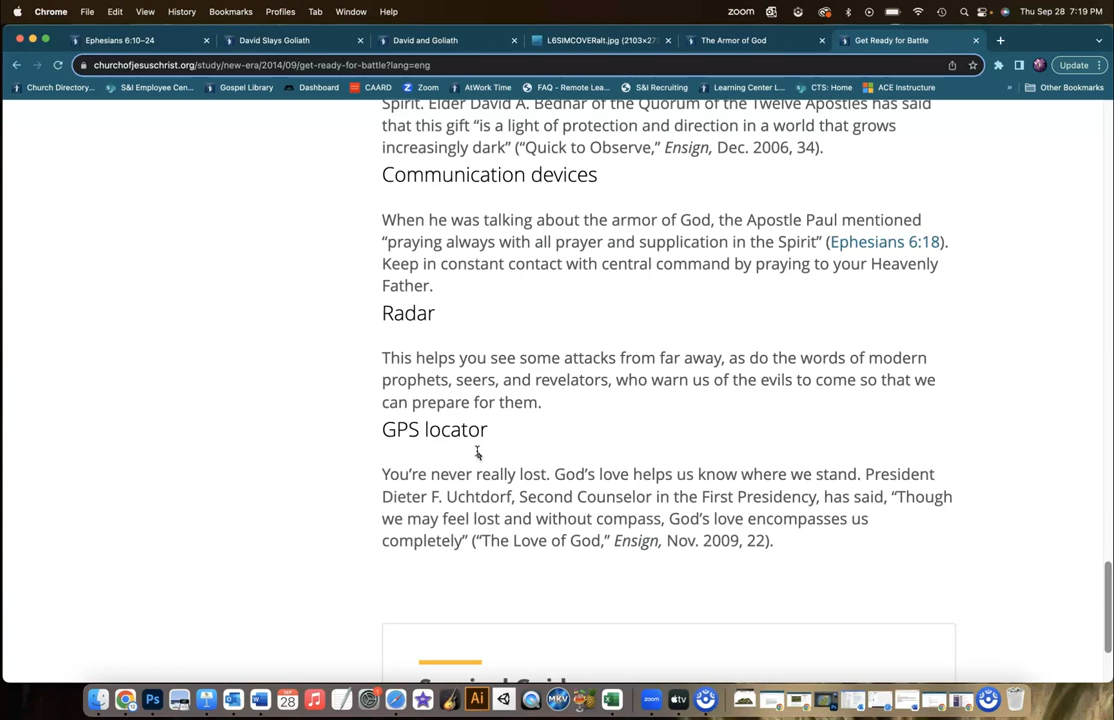 Chrome File Edit View History Bookmarks Profiles Tab Window Help zoom Thu Sep 28 7:19 PM
Ephesians 6:10–24 David Slays Goliath David and Goliath L6SIMCOVERalt.jpg (2103×27 The Armor of God Get Ready for Battle
churchofjesuschrist.org/study/new-era/2014/09/get-ready-for-battle?lang=eng Update
Church Directory... S&I Employee Cen... Gospel Library Dashboard CAARD Zoom AtWork Time FAQ - Remote Lea... S&I Recruiting Learning Center L... CTS: Home ACE Instructure » Other Bookmarks
Spirit. Elder David A. Bednar of the Quorum of the Twelve Apostles has said
that this gift “is a light of protection and direction in a world that grows
increasingly dark” (“Quick to Observe,” Ensign, Dec. 2006, 34).
Communication devices
When he was talking about the armor of God, the Apostle Paul mentioned
“praying always with all prayer and supplication in the Spirit” (Ephesians 6:18).
Keep in constant contact with central command by praying to your Heavenly
Father.
Radar
This helps you see some attacks from far away, as do the words of modern
prophets, seers, and revelators, who warn us of the evils to come so that we
can prepare for them.
GPS locator
You’re never really lost. God’s love helps us know where we stand. President
Dieter F. Uchtdorf, Second Counselor in the First Presidency, has said, “Though
we may feel lost and without compass, God’s love encompasses us
completely” (“The Love of God,” Ensign, Nov. 2009, 22).
Ps SEP 28 Ai MKV zoom tv